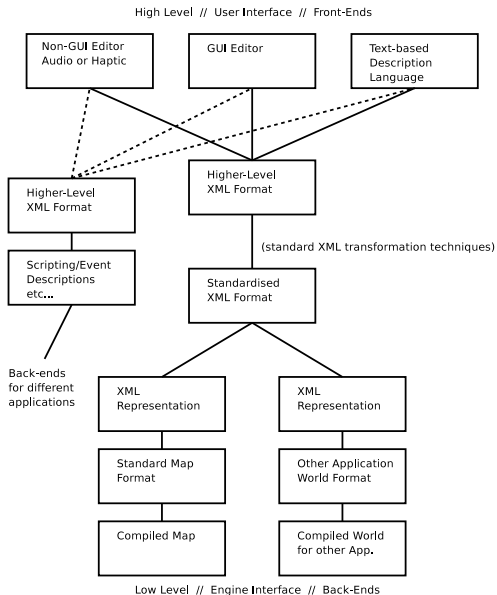 High Level // User Interface // Front-Ends
Non-GUI Editor
Audio or Haptic
GUI Editor
Text-based
Description
Language
Higher-Level
XML Format
Higher-Level
XML Format
(standard XML transformation techniques)
Scripting/Event
Descriptions
etc...
Standardised
XML Format
Back-ends
for different
applications
XML
Representation
XML
Representation
Standard Map
Format
Other Application
World Format
Compiled Map
Compiled World
for other App.
Low Level // Engine Interface // Back-Ends